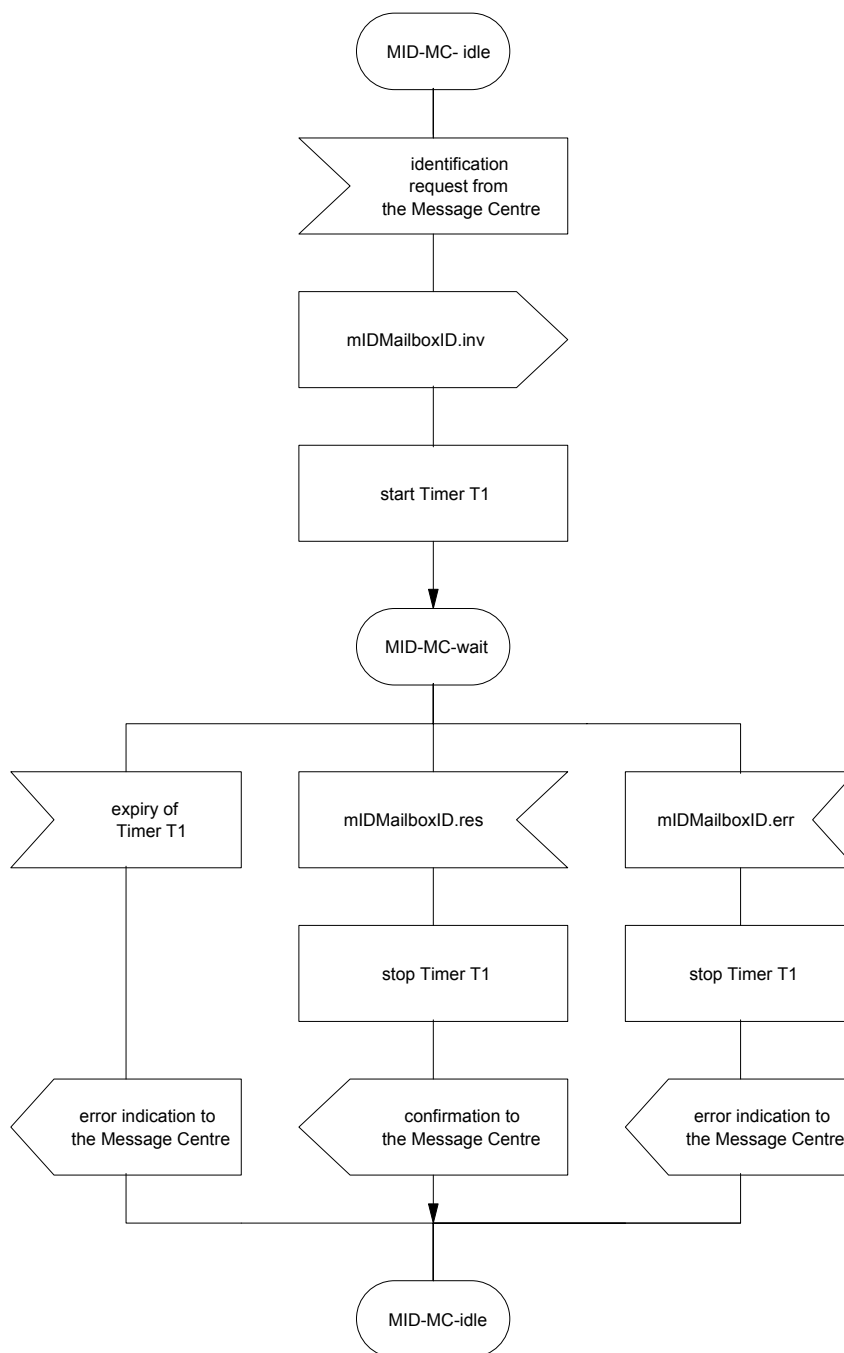 MID-MC- idle
identification
request from
the Message Centre
mIDMailboxID.inv
start Timer T1
MID-MC-wait
expiry of
Timer T1
mIDMailboxID.res
mIDMailboxID.err
stop Timer T1
stop Timer T1
error indication to
the Message Centre
confirmation to
the Message Centre
error indication to
the Message Centre
MID-MC-idle